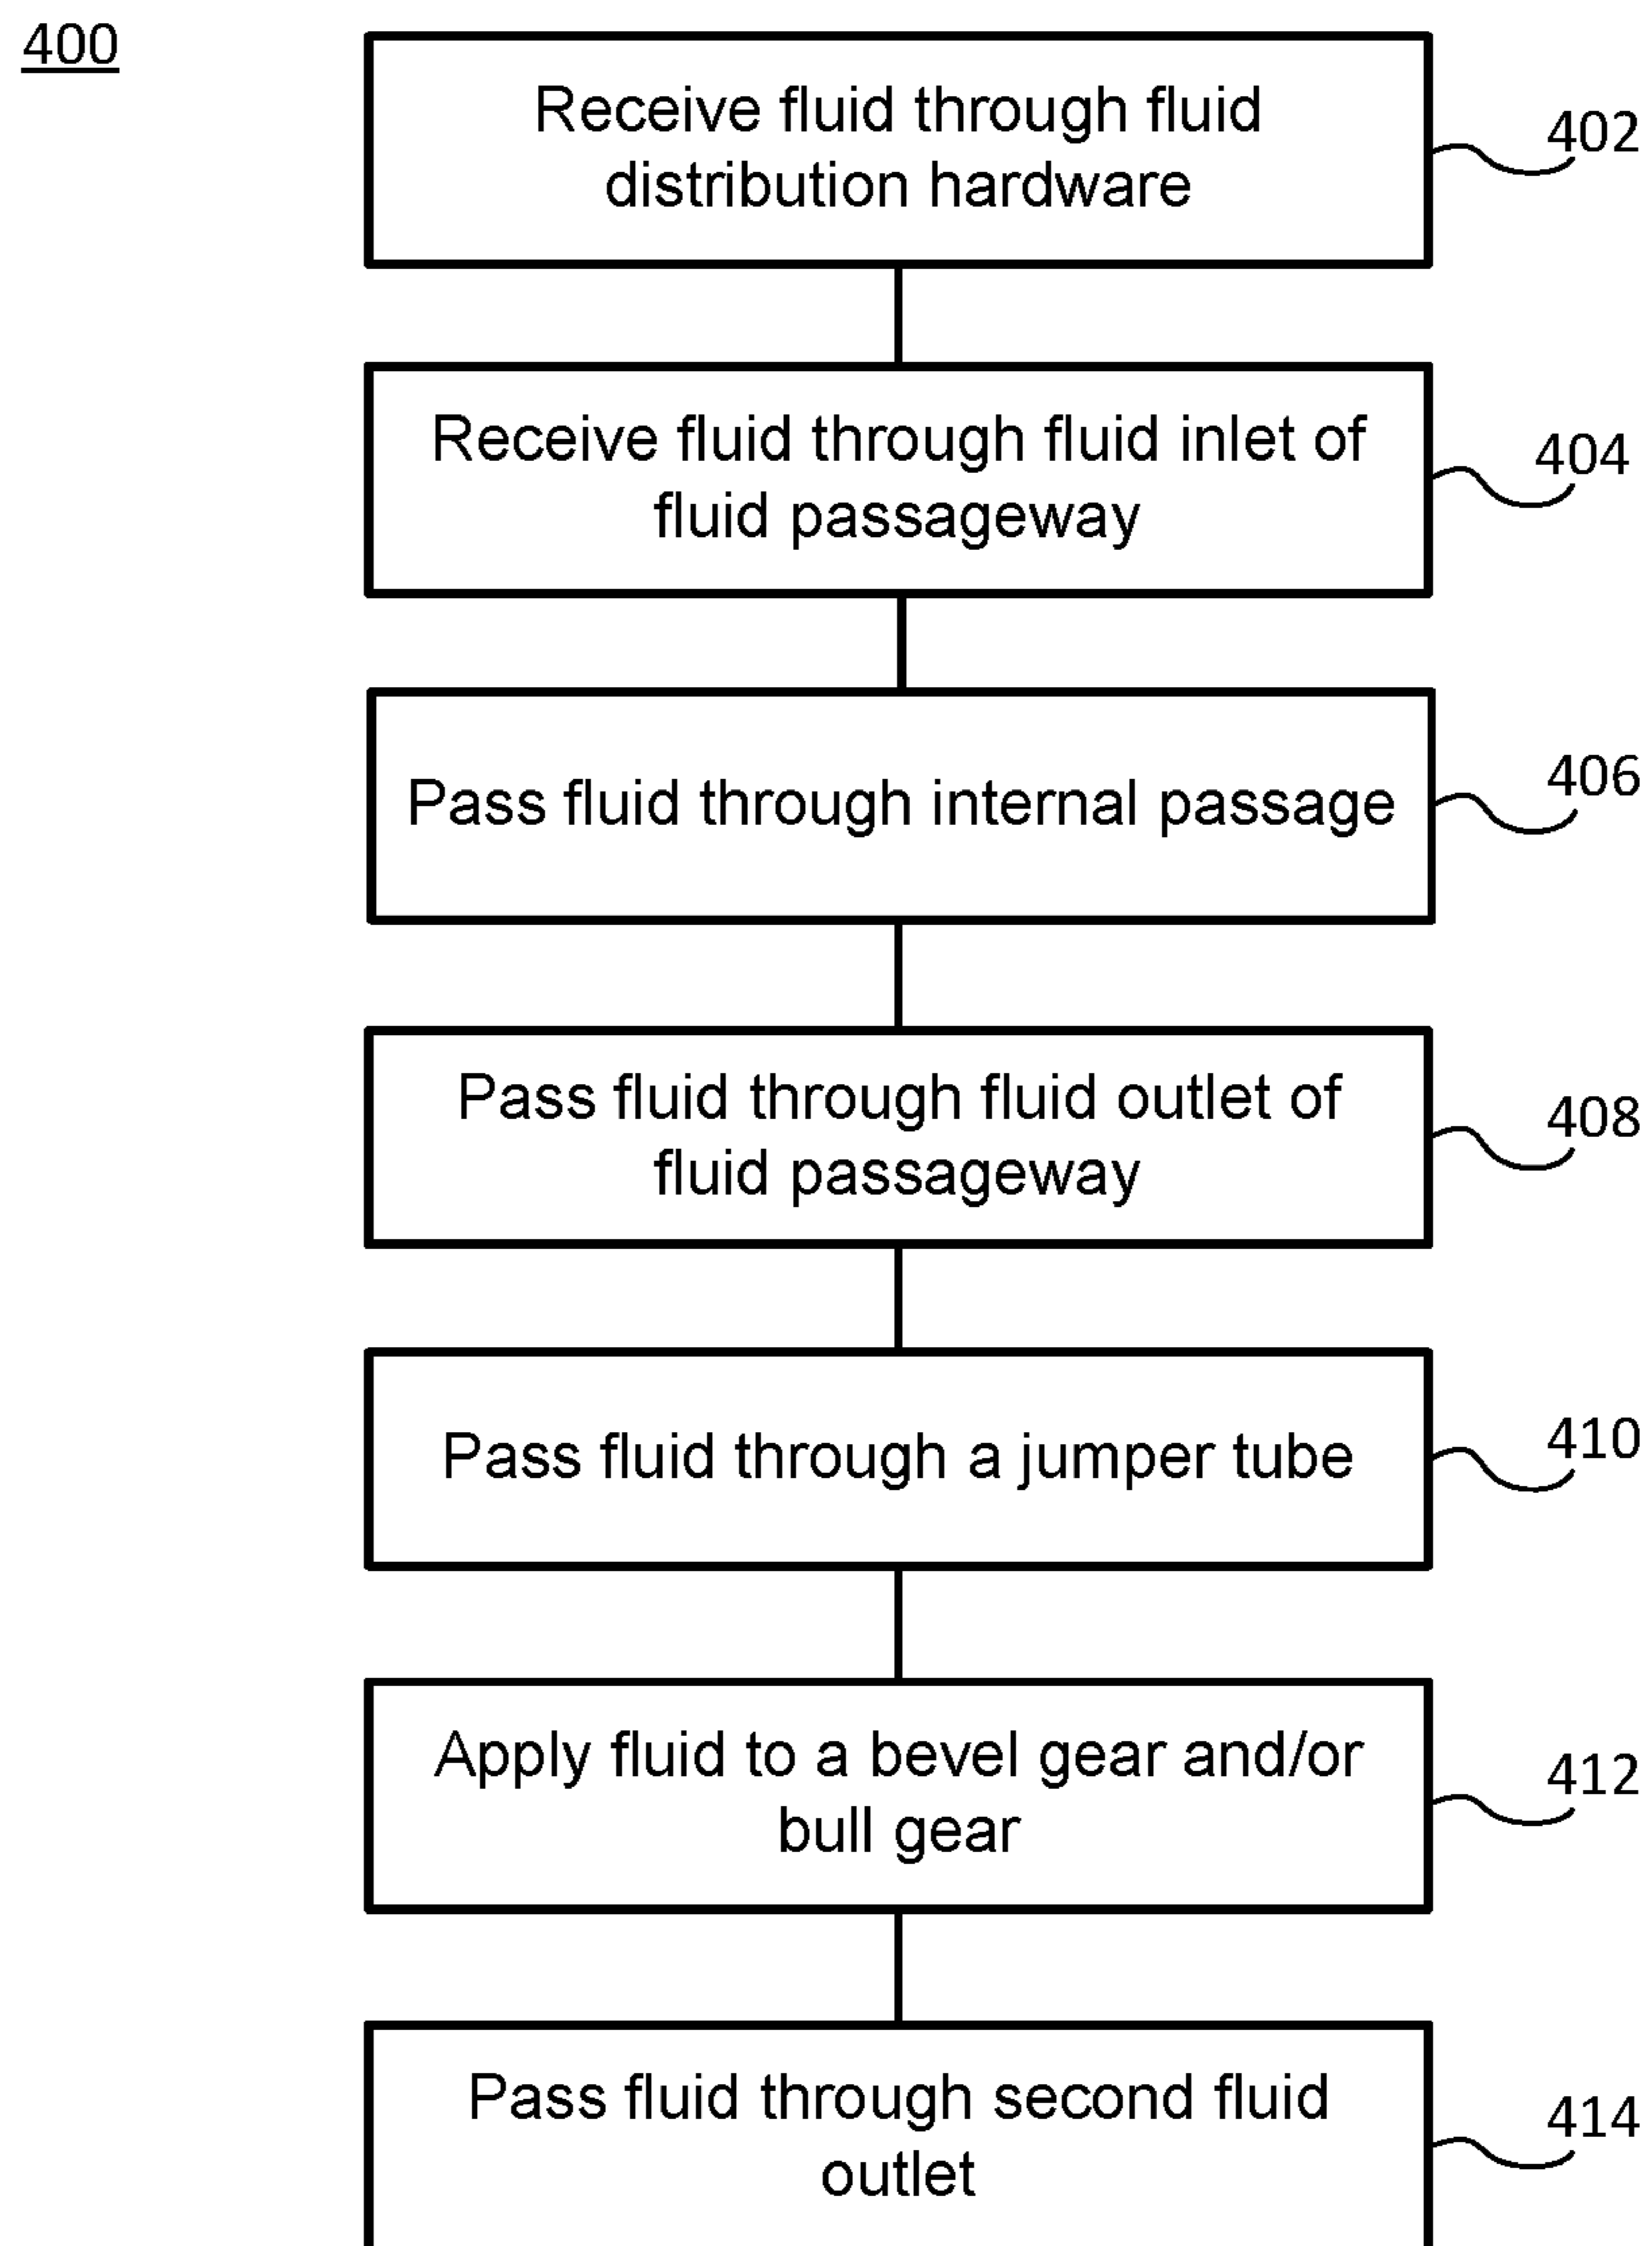 400
Receive fluid through fluid
distribution hardware
402
Receive fluid through fluid inlet of
fluid passageway
404
Pass fluid through internal passage
406
Pass fluid through fluid outlet of
fluid passageway
408
Pass fluid through a jumper tube
410
Apply fluid to a bevel gear and/or
bull gear
412
Pass fluid through second fluid
outlet
414